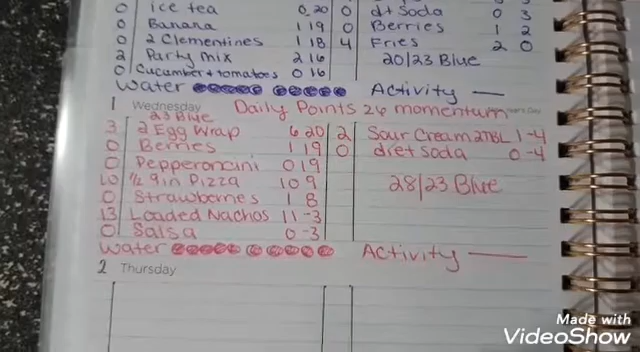 0 ice tea 0 20
0 Banana 1 19
0 2 Clementines 1 18
2 Party mix 2 16
0 Cucumber + tomatoes 0 16
0 dt Soda 0 3
0 Berries 1 2
4 Fries 2 0
20/23 Blue
Water
Activity —
1 Wednesday Daily Points 26 momentum
23 Blue
3 2 Egg Wrap 6 20
0 Berries 1 19
0 Pepperoncini 0 19
10 1/2 9in Pizza 10 9
0 Strawberries 1 8
13 Loaded Nachos 11 -3
0 Salsa 0 -3
2 Sour Cream 2TBL 1 -4
0 diet soda 0 -4
28/23 Blue
Water
Activity —
2 Thursday
Made with
VideoShow